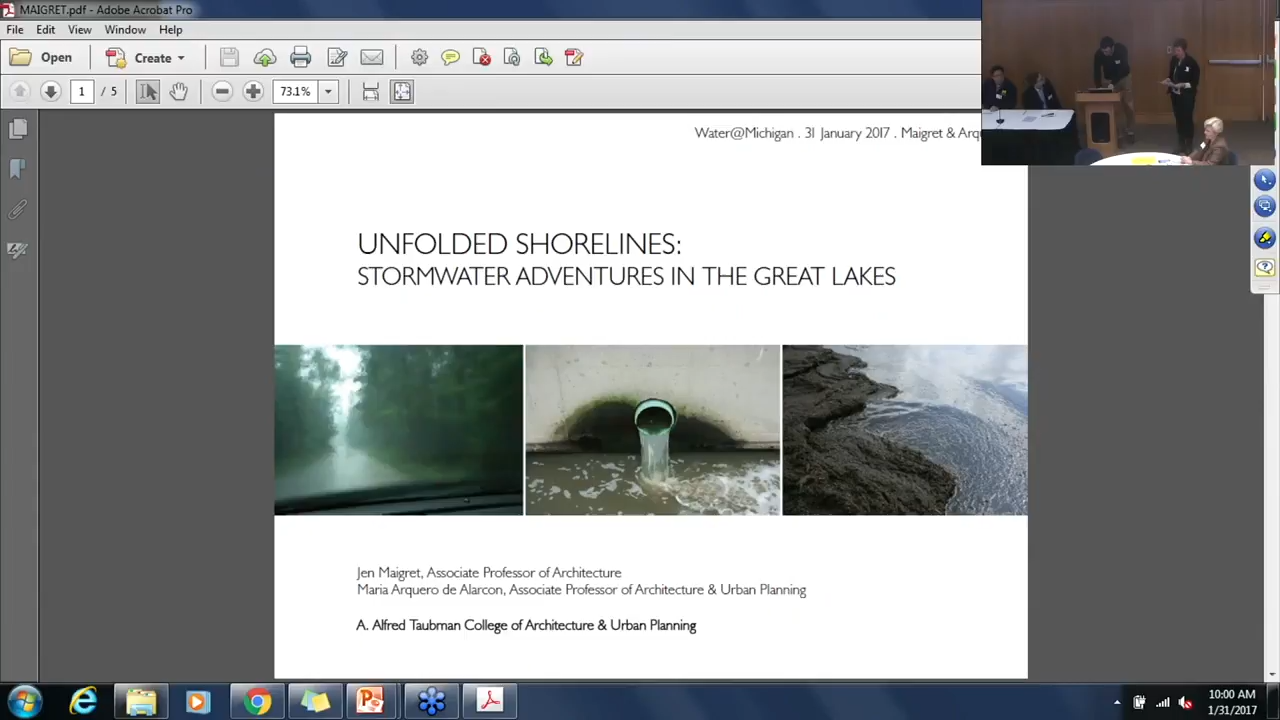 MAIGRET.pdf - Adobe Acrobat Pro
File Edit View Window Help
Open Create
1 / 5 73.1%
Water@Michigan . 31 January 2017 . Maigret &
UNFOLDED SHORELINES:
STORMWATER ADVENTURES IN THE GREAT LAKES
Jen Maigret, Associate Professor of Architecture
Maria Arquero de Alarcon, Associate Professor of Architecture & Urban Planning
A. Alfred Taubman College of Architecture & Urban Planning
10:00 AM
1/31/2017